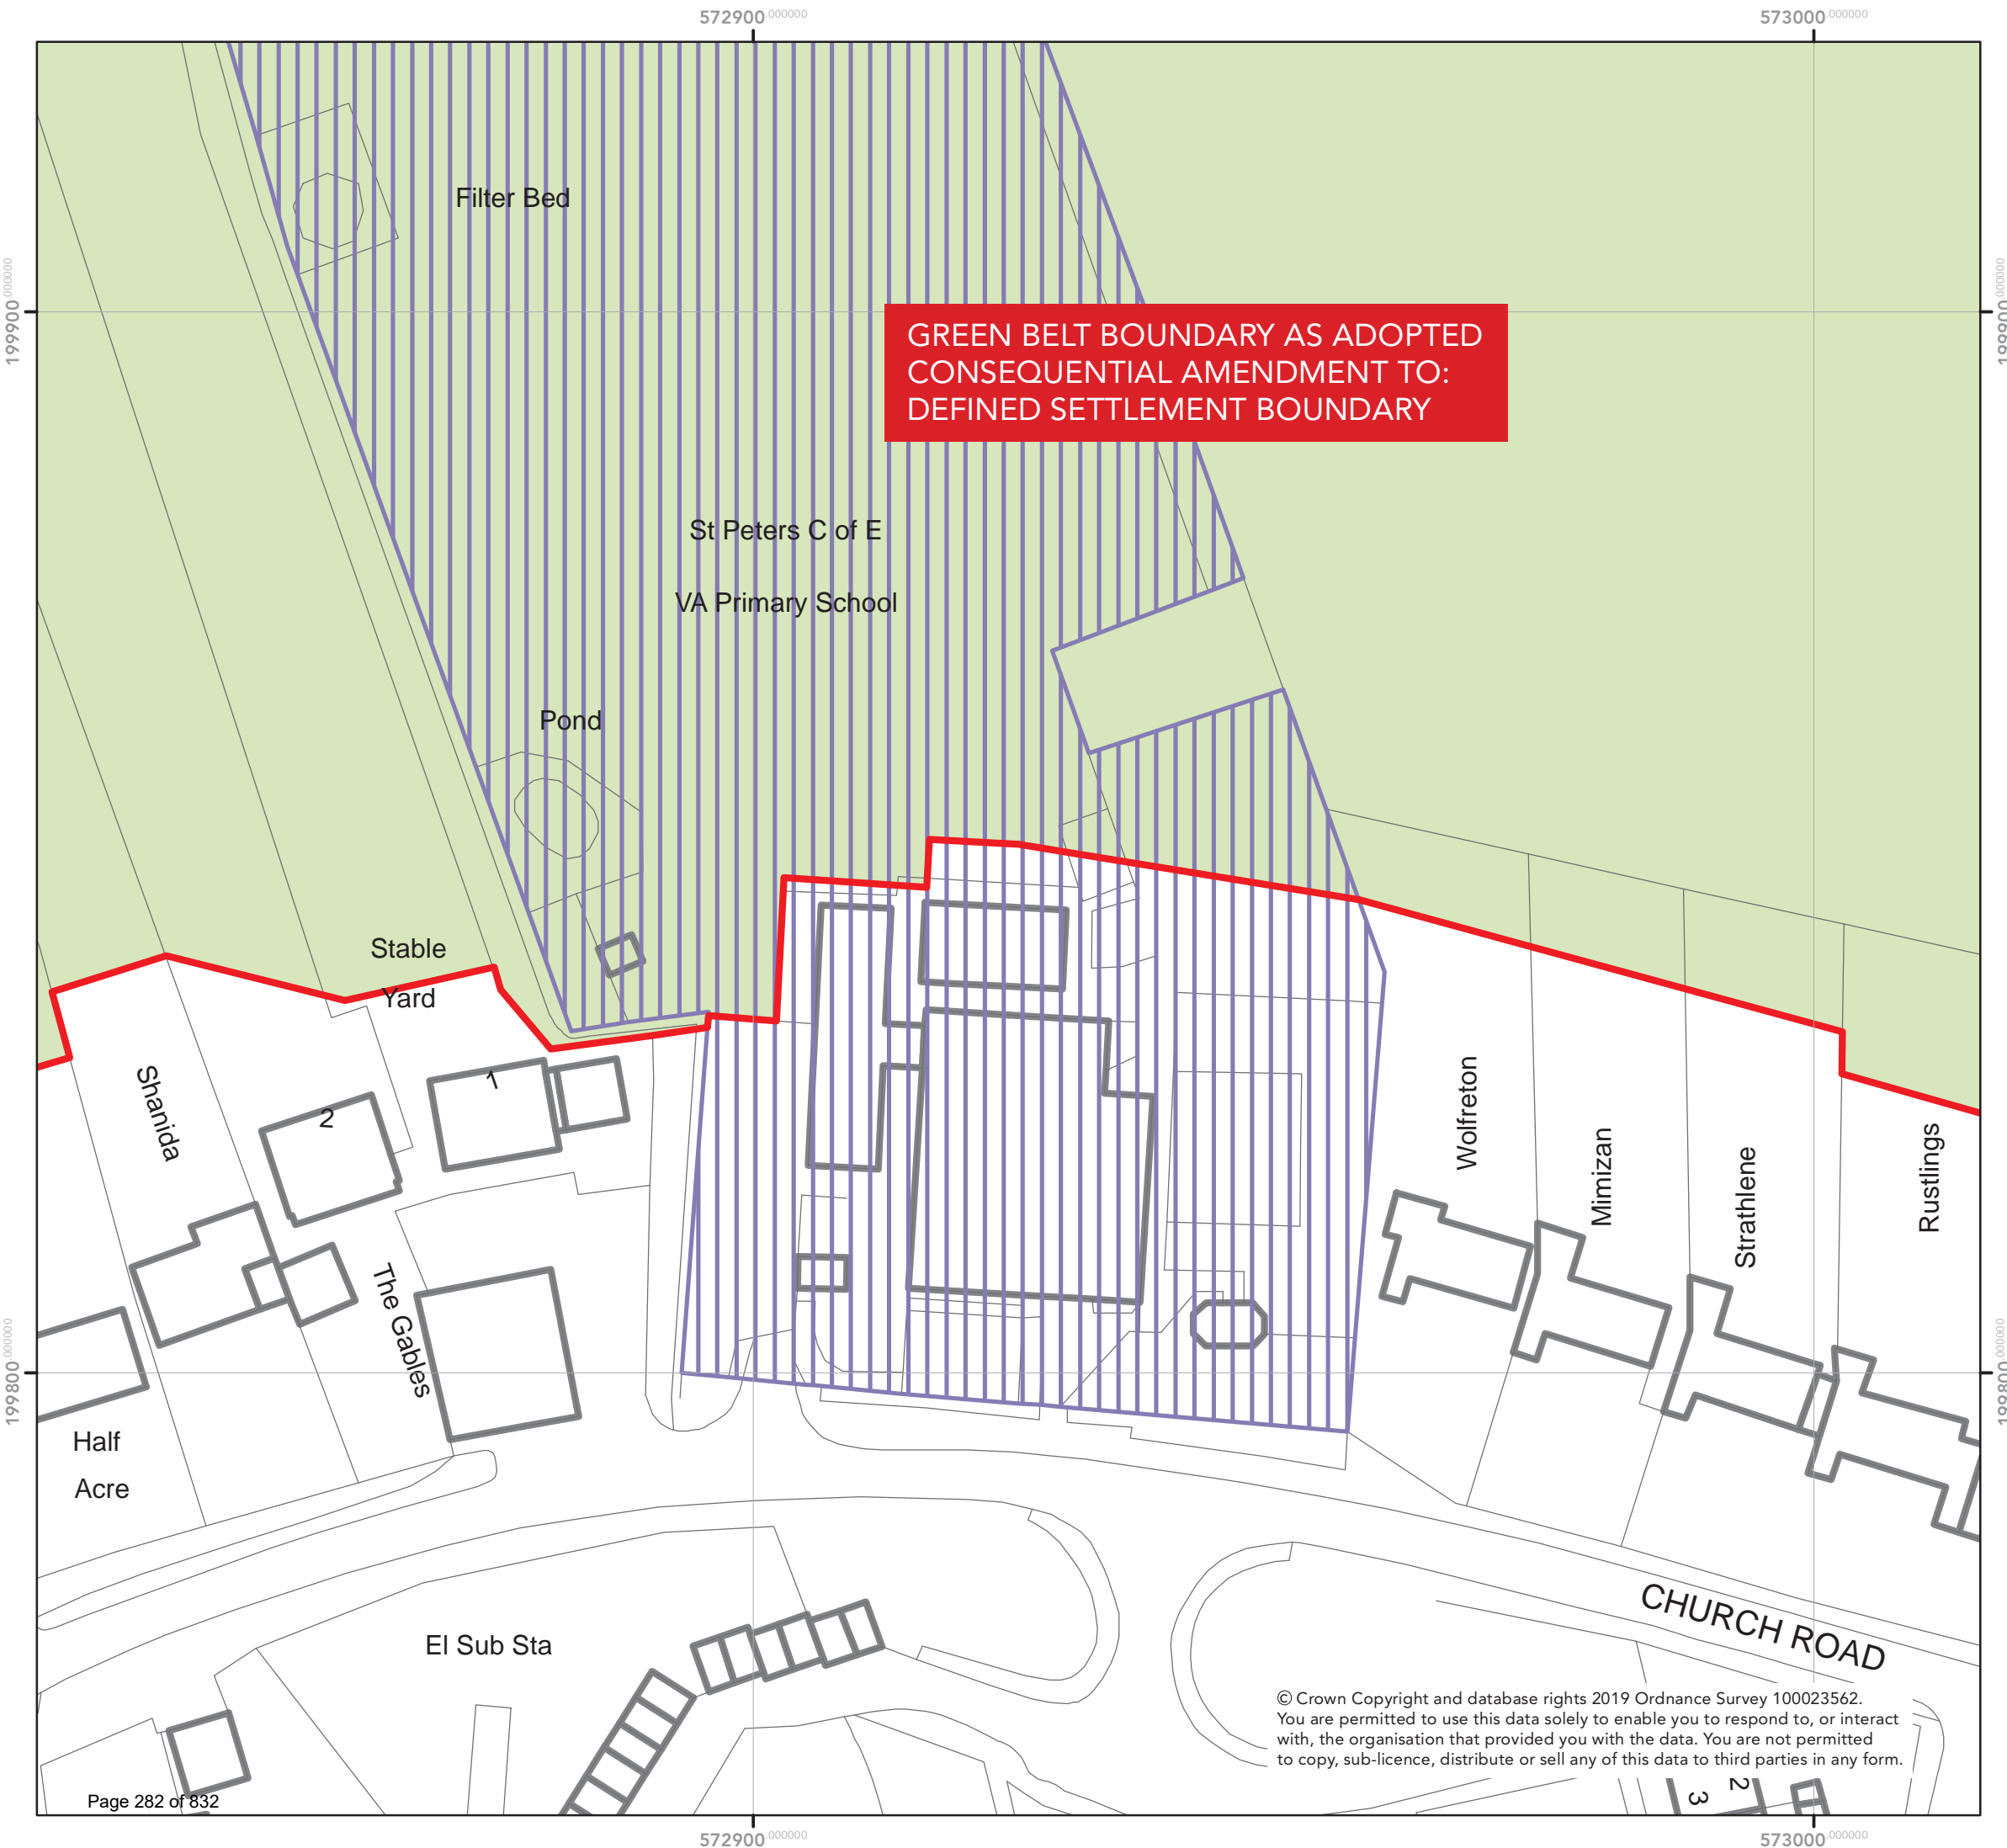 572900.000000
573000.000000
Filter Bed
199900.000000
199900.000000
GREEN BELT BOUNDARY AS ADOPTED
CONSEQUENTIAL AMENDMENT TO:
DEFINED SETTLEMENT BOUNDARY
St Peters C of E
VA Primary School
Pond
Stable
Yard
Shanida
2
1
Wolfreton
Mimizan
Strathlene
Rustlings
The Gables
199800.000000
199800.000000
Half
Acre
El Sub Sta
CHURCH ROAD
© Crown Copyright and database rights 2019 Ordnance Survey 100023562.
You are permitted to use this data solely to enable you to respond to, or interact
with, the organisation that provided you with the data. You are not permitted
to copy, sub-licence, distribute or sell any of this data to third parties in any form.
3
2
Page 282 of 832
572900.000000
573000.000000